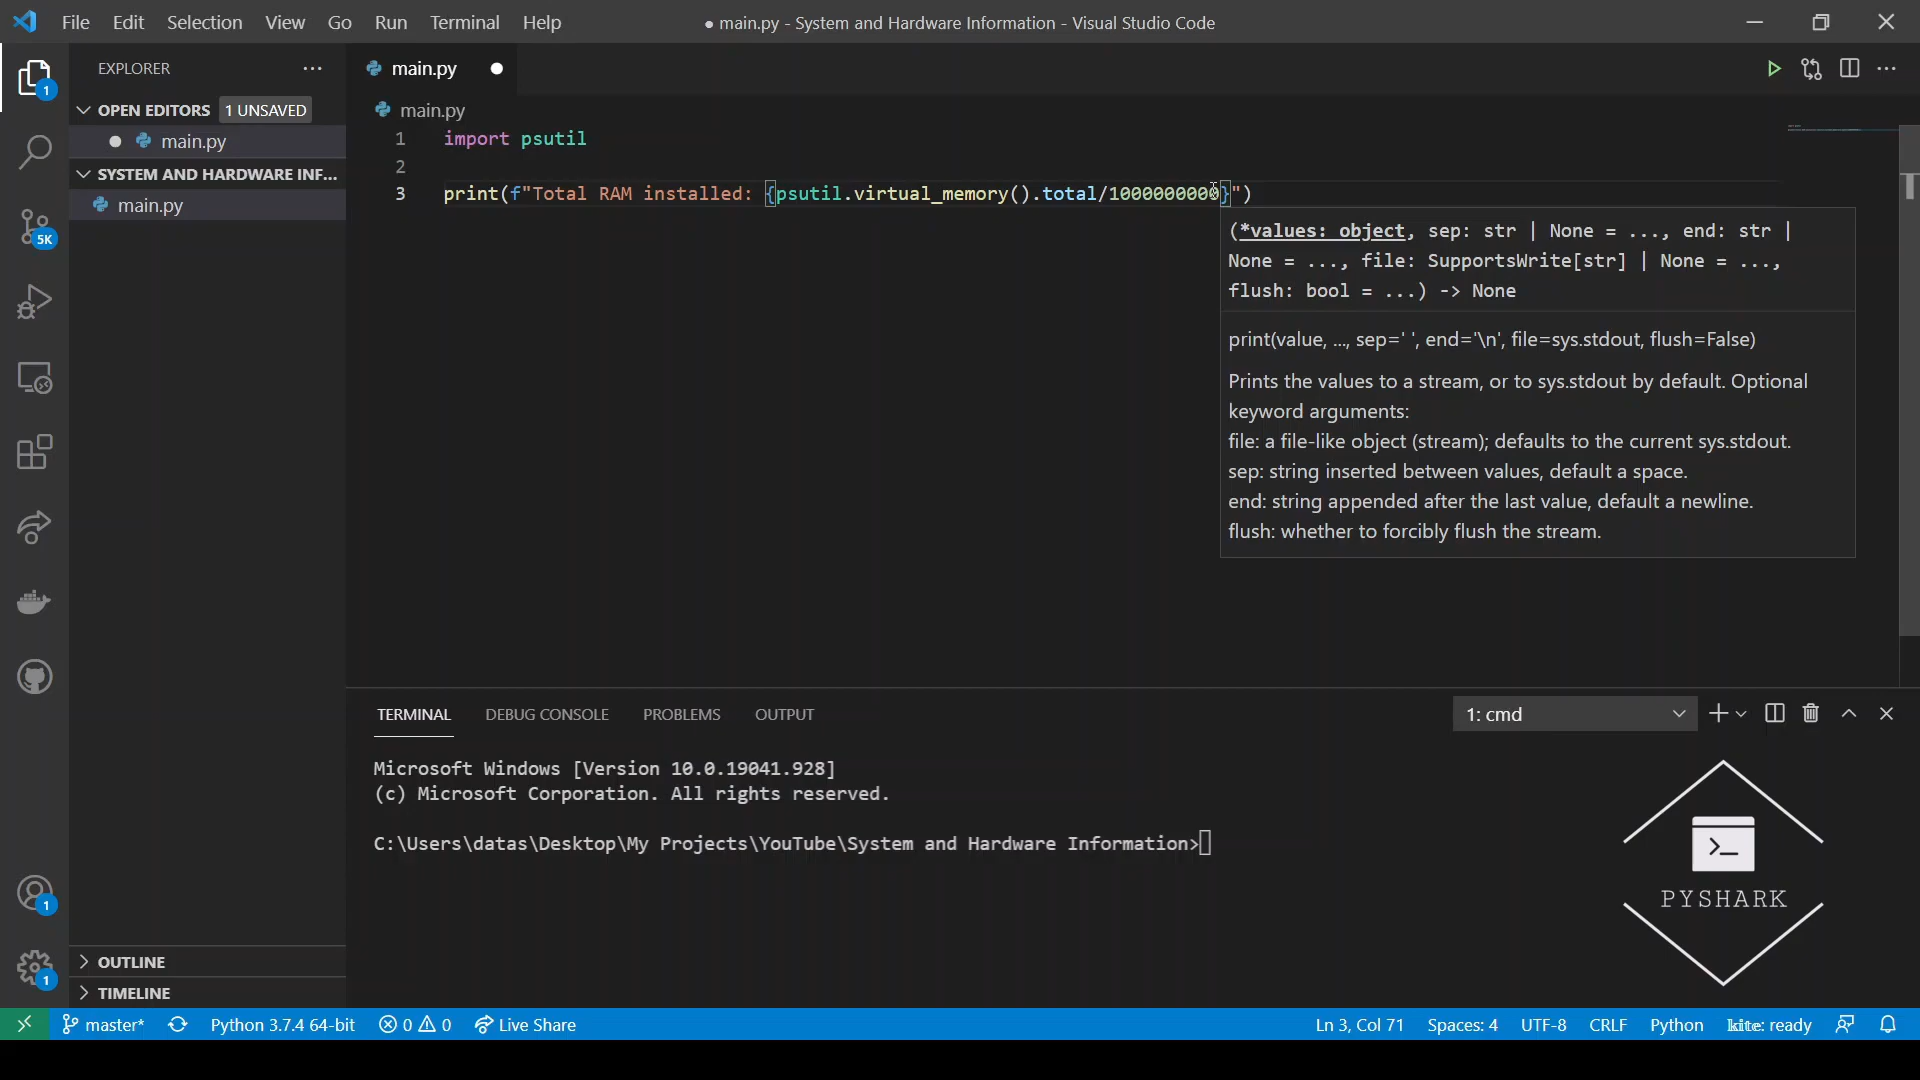 File Edit Selection View Go Run Terminal Help
● main.py - System and Hardware Information - Visual Studio Code
EXPLORER
1
OPEN EDITORS 1 UNSAVED
main.py
SYSTEM AND HARDWARE INF...
main.py
5K
main.py
main.py
1 import psutil
2
3 print(f"Total RAM installed: {psutil.virtual_memory().total/1000000000}")
(*values: object, sep: str | None = ..., end: str |
None = ..., file: SupportsWrite[str] | None = ...,
flush: bool = ...) -> None
print(value, ..., sep=' ', end='\n', file=sys.stdout, flush=False)
Prints the values to a stream, or to sys.stdout by default. Optional
keyword arguments:
file: a file-like object (stream); defaults to the current sys.stdout.
sep: string inserted between values, default a space.
end: string appended after the last value, default a newline.
flush: whether to forcibly flush the stream.
TERMINAL DEBUG CONSOLE PROBLEMS OUTPUT
1: cmd
Microsoft Windows [Version 10.0.19041.928]
(c) Microsoft Corporation. All rights reserved.
C:\Users\datas\Desktop\My Projects\YouTube\System and Hardware Information>
>_
PYSHARK
1
1
OUTLINE
TIMELINE
master* Python 3.7.4 64-bit 0 0 Live Share
Ln 3, Col 71 Spaces: 4 UTF-8 CRLF Python kite: ready